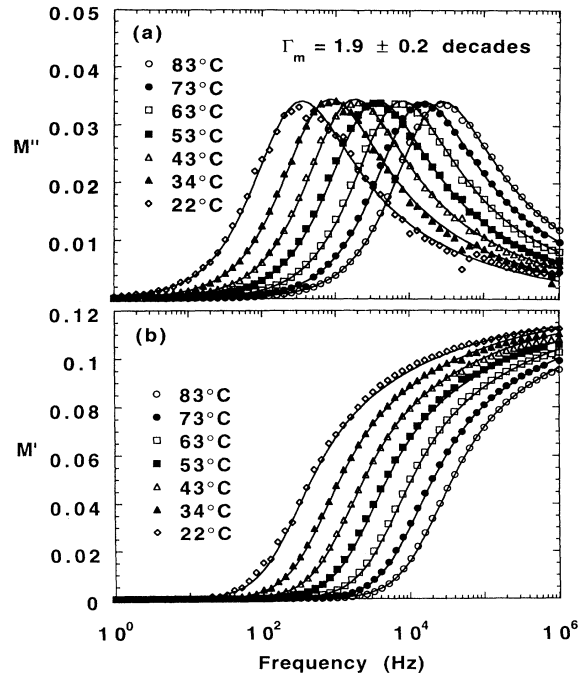 (a)
Γm = 1.9 ± 0.2 decades
83°C
73°C
63°C
53°C
43°C
34°C
22°C
0.05
0.04
0.03
0.02
0.01
M''
(b)
83°C
73°C
63°C
53°C
43°C
34°C
22°C
0.12
0.1
0.08
0.06
0.04
0.02
0
M'
10^0
10^2
10^4
10^6
Frequency (Hz)